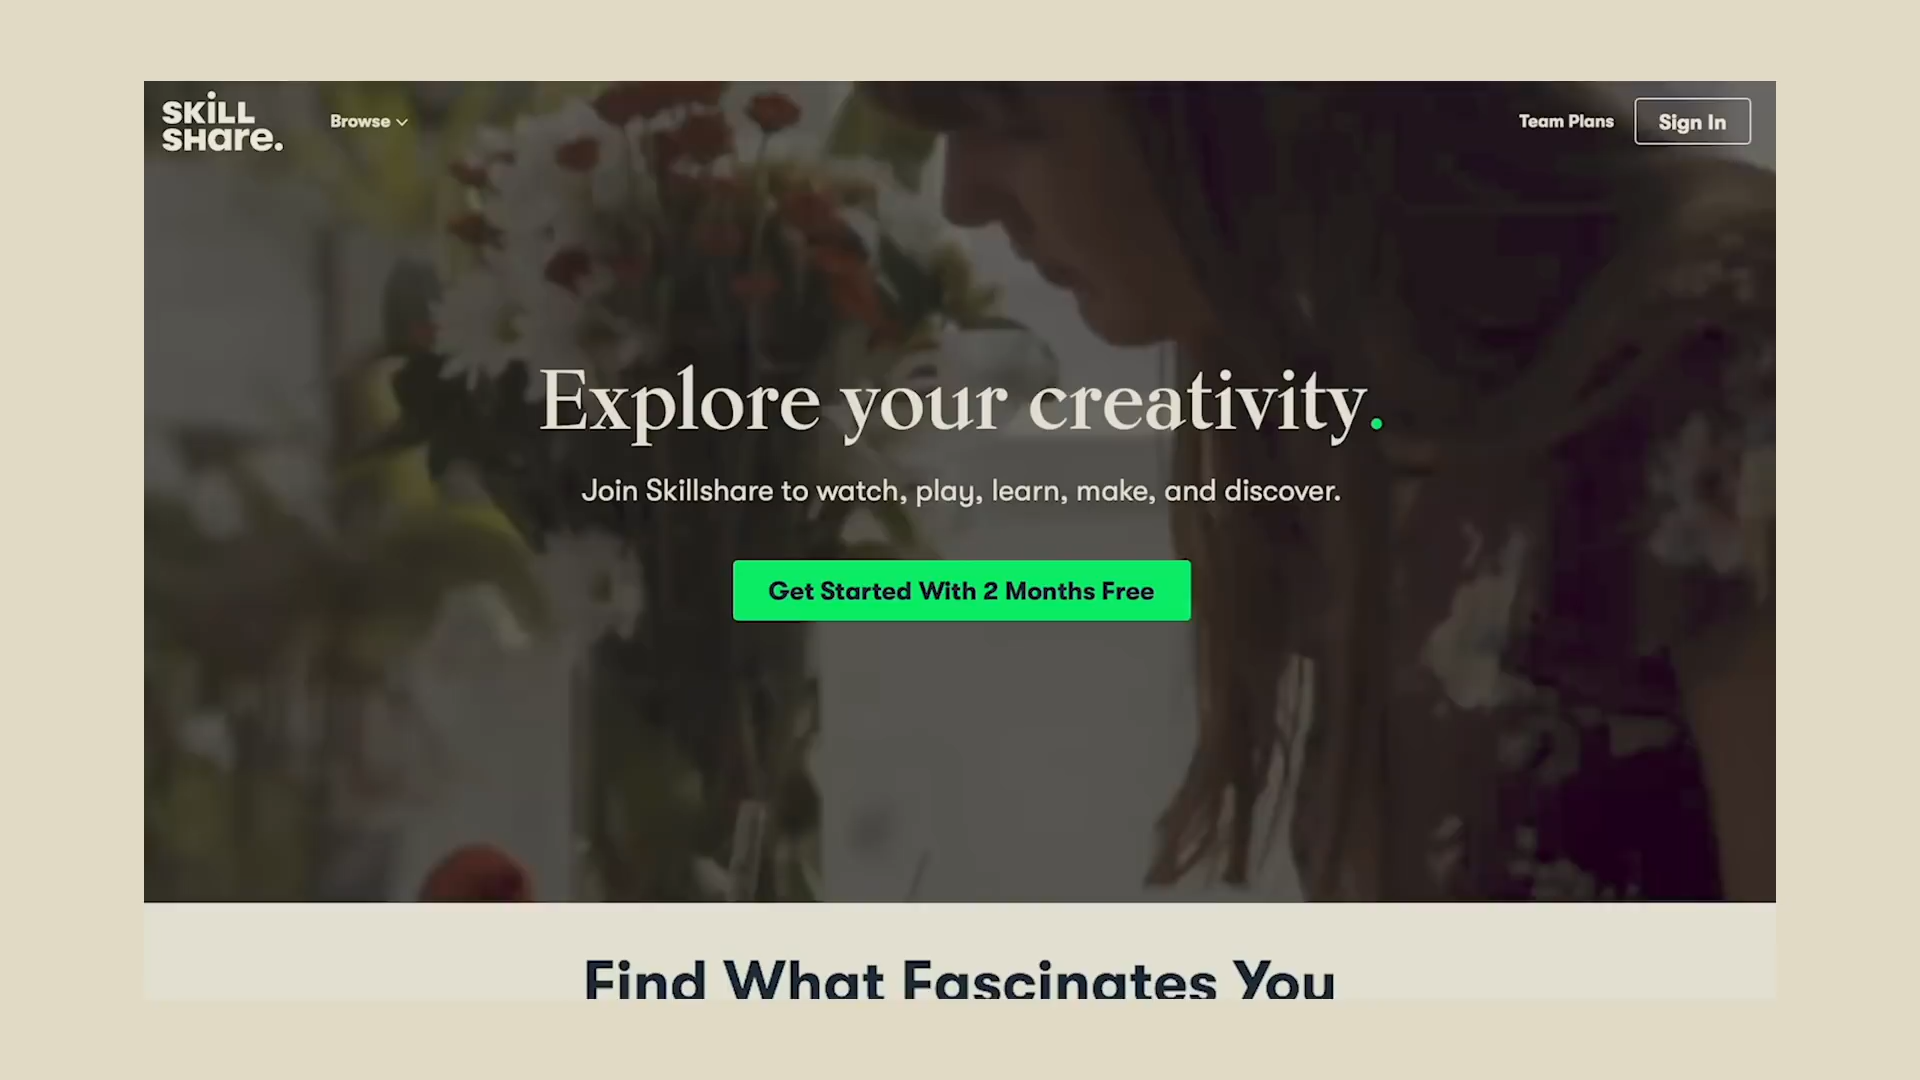 SKiLL
SHare.
Browse
Team Plans
Sign In
Explore your creativity.
Join Skillshare to watch, play, learn, make, and discover.
Get Started With 2 Months Free
Find What Fascinates You